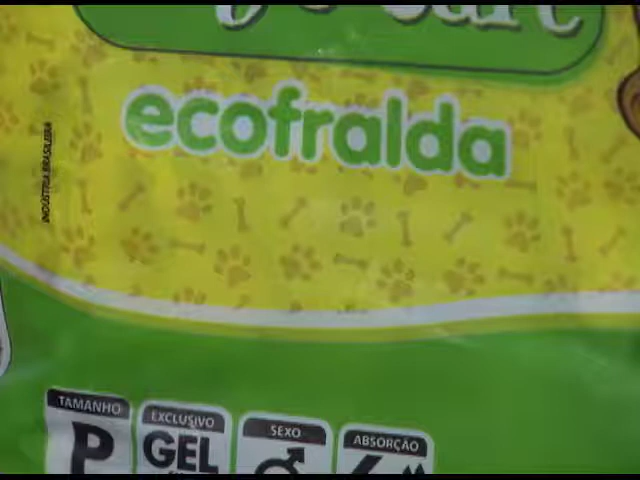 ecofralda
INDÚSTRIA BRASILEIRA
TAMANHO
P
EXCLUSIVO
GEL
SEXO
ABSORÇÃO